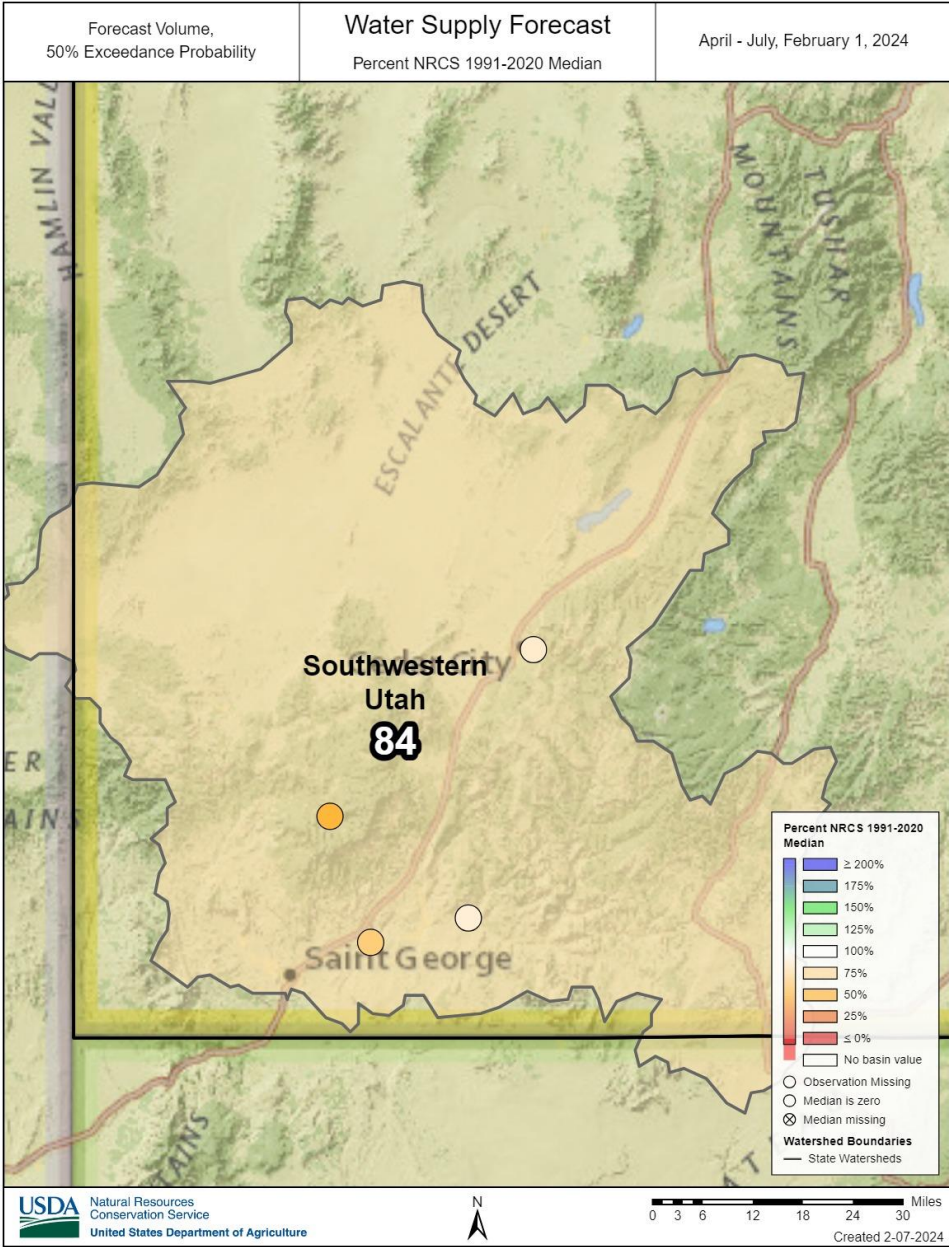 Forecast Volume,
50% Exceedance Probability
Water Supply Forecast
Percent NRCS 1991-2020 Median
April - July, February 1, 2024
HAMLIN VALL
MOUNTAINS
TUSHAR
ESCALANTE DESERT
Cedar City
Southwestern
Utah
84
ER
AINS
Saint George
TAINS
Percent NRCS 1991-2020
Median
≥ 200%
175%
150%
125%
100%
75%
50%
25%
≤ 0%
No basin value
Observation Missing
Median is zero
Median missing
Watershed Boundaries
State Watersheds
USDA
Natural Resources
Conservation Service
United States Department of Agriculture
N
Miles
0 3 6 12 18 24 30
Created 2-07-2024